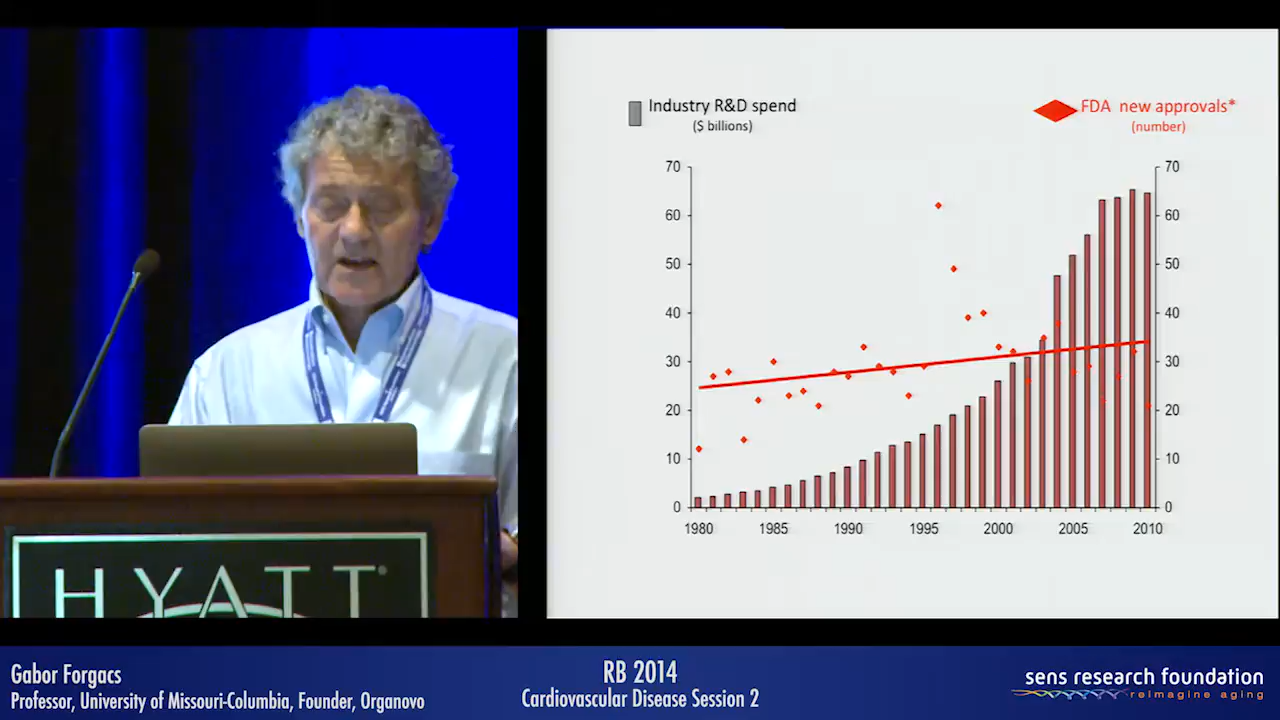 Industry R&D spend
($ billions)
FDA new approvals*
(number)
70
60
50
40
30
20
10
0
70
60
50
40
30
20
10
0
1980
1985
1990
1995
2000
2005
2010
HYATT®
Gabor Forgacs
Professor, University of Missouri-Columbia, Founder, Organovo
RB 2014
Cardiovascular Disease Session 2
sens research foundation
reimagine aging